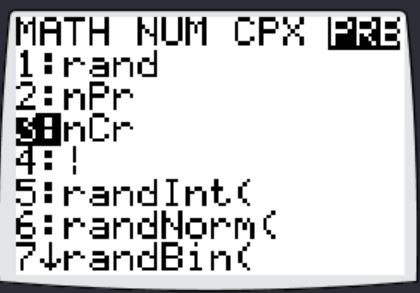 MATH NUM CPX PRB
1:rand
2:nPr
3:nCr
4:!
5:randInt(
6:randNorm(
7↓randBin(